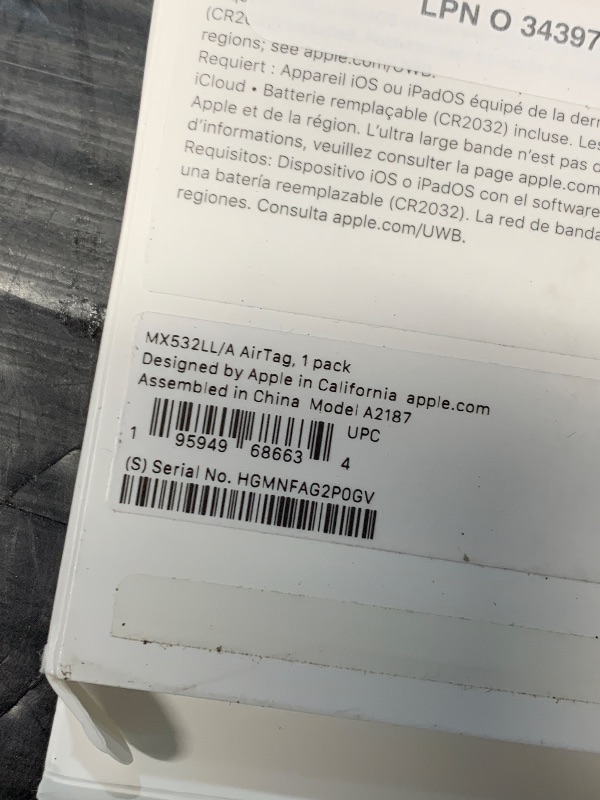 LPN O 34397
(CR2
regions; see apple.com/UWB.
Requiert : Appareil iOS ou iPadOS équipé de la
iCloud • Batterie remplaçable (CR2032) incluse. Les
Apple et de la région. L'ultra large bande n'est pas
d'informations, veuillez consulter la page apple.com
Requisitos: Dispositivo iOS o iPadOS con el software
una batería reemplazable (CR2032). La red de banda
regiones. Consulta apple.com/UWB.
MX532LL/A AirTag, 1 pack
Designed by Apple in California apple.com
Assembled in China Model A2187
UPC
1 95949 68663 4
(S) Serial No. HGMNFAG2P0GV